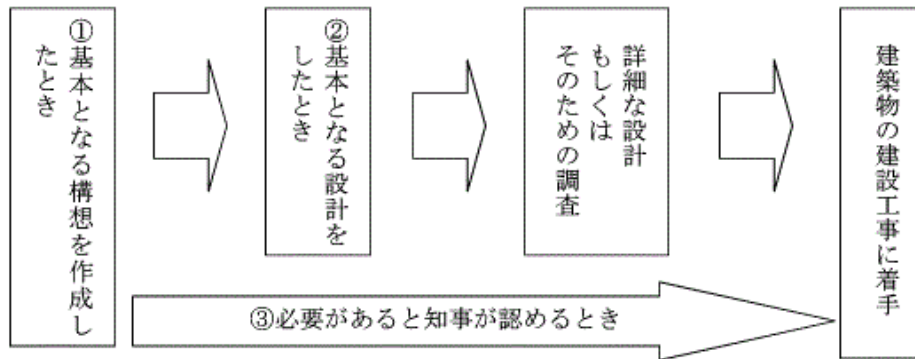 ①基本となる構想を作成し
たとき
②基本となる設計を
したとき
詳細な設計
もしくは
そのための調査
建築物の建設工事に着手
③必要があると知事が認めるとき